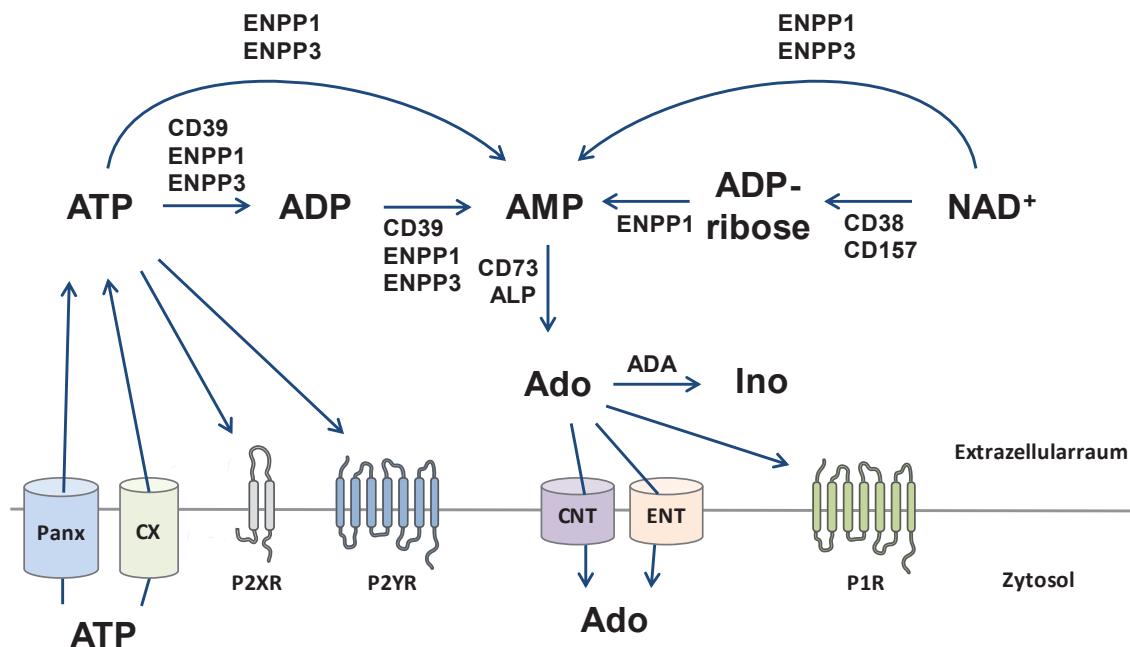 ENPP1
ENPP3
ENPP1
ENPP3
CD39
ENPP1
ENPP3
ATP
ADP
AMP
ADP-
ribose
NAD⁺
CD39
ENPP1
ENPP3
ENPP1
CD38
CD157
CD73
ALP
Ado
ADA
Ino
Extrazellularraum
Panx
CX
P2XR
P2YR
CNT
ENT
P1R
Zytosol
ATP
Ado